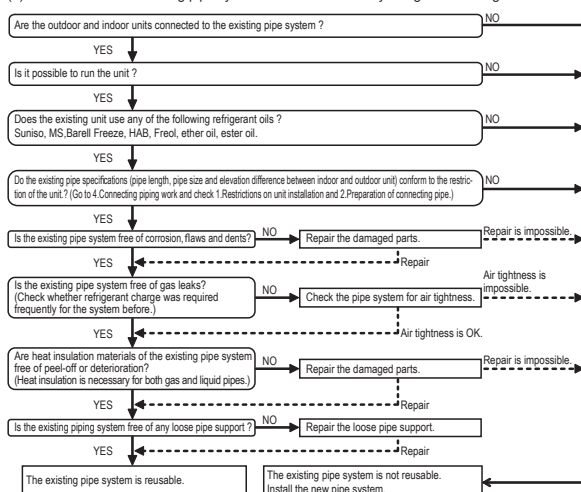 Are the outdoor and indoor units connected to the existing pipe system ?
NO
YES
Is it possible to run the unit ?
NO
YES
Does the existing unit use any of the following refrigerant oils ?
Suniso, MS,Barell Freeze, HAB, Freol, ether oil, ester oil.
NO
YES
Do the existing pipe specifications (pipe length, pipe size and elevation difference between indoor and outdoor unit) conform to the restric-
tion of the unit.? (Go to 4.Connecting piping work and check 1.Restrictions on unit installation and 2.Preparation of connecting pipe.)
NO
YES
Is the existing pipe system free of corrosion, flaws and dents?
NO
Repair the damaged parts.
Repair is impossible.
YES
Repair
Is the existing pipe system free of gas leaks?
(Check whether refrigerant charge was required
frequently for the system before.)
NO
Check the pipe system for air tightness.
Air tightness is
impossible.
YES
Air tightness is OK.
Are heat insulation materials of the existing pipe system
free of peel-off or deterioration?
(Heat insulation is necessary for both gas and liquid pipes.)
NO
Repair the damaged parts.
Repair is impossible.
YES
Repair
Is the existing piping system free of any loose pipe support ?
NO
Repair the loose pipe support.
YES
Repair
The existing pipe system is reusable.
The existing pipe system is not reusable.
Install the new pipe system.